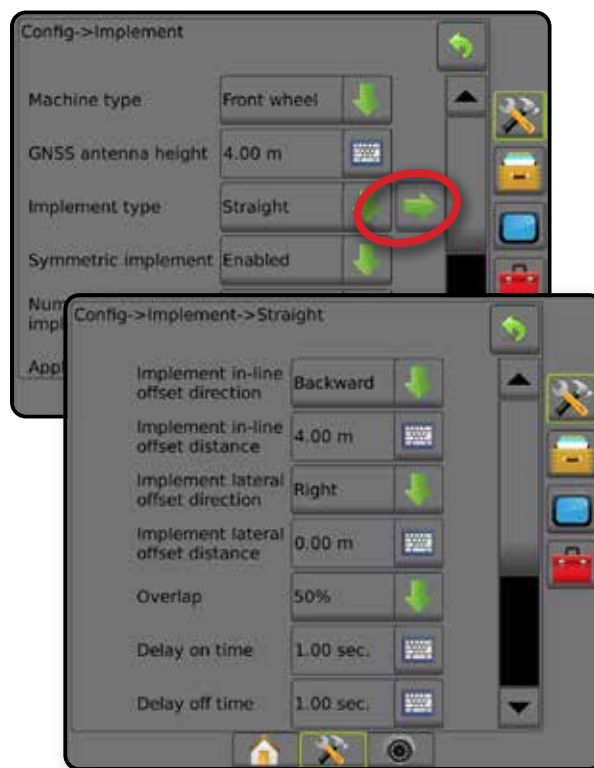 Config->Implement
Machine type Front wheel
GNSS antenna height 4.00 m
Implement type Straight
Symmetric implement Enabled
Config->Implement->Straight
Implement in-line
offset direction Backward
Implement in-line
offset distance 4.00 m
Implement lateral
offset direction Right
Implement lateral
offset distance 0.00 m
Overlap 50%
Delay on time 1.00 sec.
Delay off time 1.00 sec.